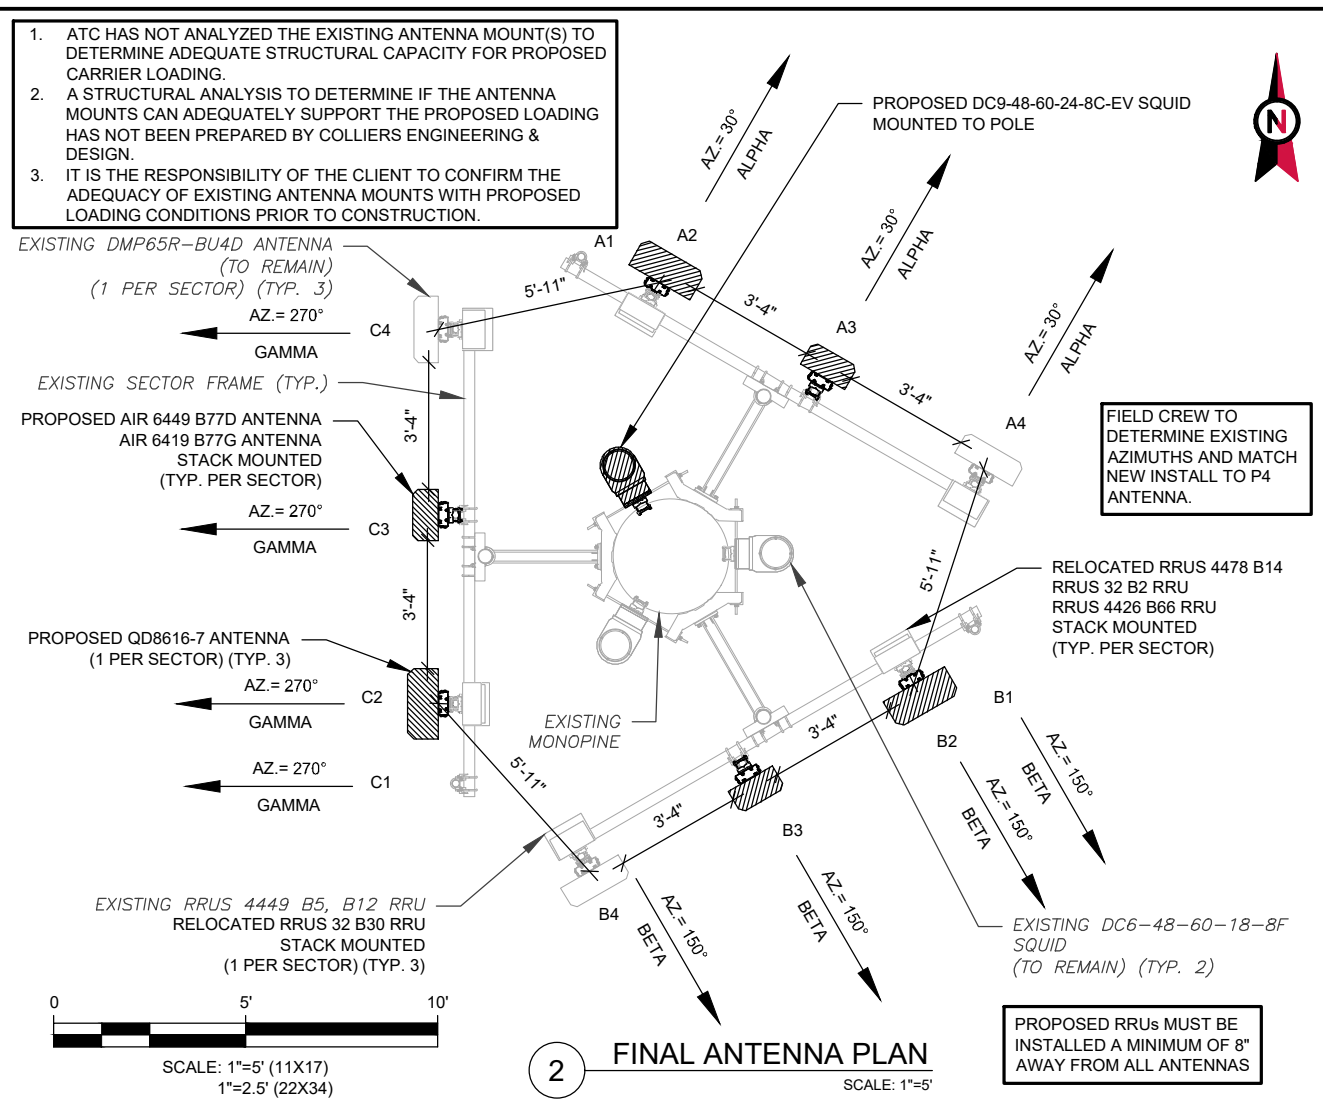 1. ATC HAS NOT ANALYZED THE EXISTING ANTENNA MOUNT(S) TO
DETERMINE ADEQUATE STRUCTURAL CAPACITY FOR PROPOSED
CARRIER LOADING.
2. A STRUCTURAL ANALYSIS TO DETERMINE IF THE ANTENNA
MOUNTS CAN ADEQUATELY SUPPORT THE PROPOSED LOADING
HAS NOT BEEN PREPARED BY COLLIERS ENGINEERING &
DESIGN.
3. IT IS THE RESPONSIBILITY OF THE CLIENT TO CONFIRM THE
ADEQUACY OF EXISTING ANTENNA MOUNTS WITH PROPOSED
LOADING CONDITIONS PRIOR TO CONSTRUCTION.
AZ.= 30°
ALPHA
PROPOSED DC9-48-60-24-8C-EV SQUID
MOUNTED TO POLE
N
EXISTING DMP65R-BU4D ANTENNA
(TO REMAIN)
(1 PER SECTOR) (TYP. 3)
A1
A2
AZ.= 30°
ALPHA
5'-11"
3'-4"
A3
AZ.= 30°
ALPHA
AZ.= 270°
GAMMA
C4
EXISTING SECTOR FRAME (TYP.)
3'-4"
A4
PROPOSED AIR 6449 B77D ANTENNA
AIR 6419 B77G ANTENNA
STACK MOUNTED
(TYP. PER SECTOR)
3'-4"
FIELD CREW TO
DETERMINE EXISTING
AZIMUTHS AND MATCH
NEW INSTALL TO P4
ANTENNA.
AZ.= 270°
GAMMA
C3
3'-4"
5'-11"
RELOCATED RRUS 4478 B14
RRUS 32 B2 RRU
RRUS 4426 B66 RRU
STACK MOUNTED
(TYP. PER SECTOR)
PROPOSED QD8616-7 ANTENNA
(1 PER SECTOR) (TYP. 3)
AZ.= 270°
GAMMA
C2
EXISTING
MONOPINE
3'-4"
B1
B2
AZ.= 150°
BETA
AZ.= 270°
GAMMA
C1
5'-11"
3'-4"
B3
AZ.= 150°
BETA
EXISTING RRUS 4449 B5, B12 RRU
RELOCATED RRUS 32 B30 RRU
STACK MOUNTED
(1 PER SECTOR) (TYP. 3)
B4
AZ.= 150°
BETA
AZ.= 150°
BETA
EXISTING DC6-48-60-18-8F
SQUID
(TO REMAIN) (TYP. 2)
0 5' 10'
SCALE: 1"=5' (11X17)
1"=2.5' (22X34)
2
FINAL ANTENNA PLAN
SCALE: 1"=5'
PROPOSED RRUs MUST BE
INSTALLED A MINIMUM OF 8"
AWAY FROM ALL ANTENNAS